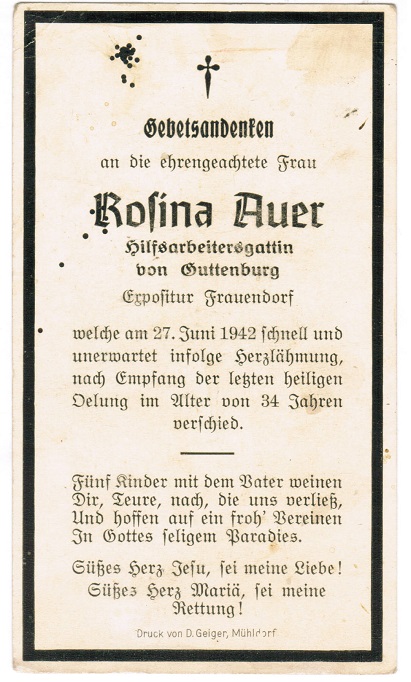 Gebetsandenken
an die ehrengeachtete Frau
Rosina Auer
Hilfsarbeitersgattin
von Guttenburg
Expositur Frauendorf
welche am 27. Juni 1942 schnell und
unerwartet infolge Herzlähmung,
nach Empfang der letzten heiligen
Oelung im Alter von 34 Jahren
verschied.
Fünf Kinder mit dem Vater weinen
Dir, Teure, nach, die uns verließ,
Und hoffen auf ein froh' Vereinen
In Gottes seligem Paradies.
Süßes Herz Jesu, sei meine Liebe!
Süßes Herz Mariä, sei meine
Rettung!
Druck von D. Geiger, Mühldorf